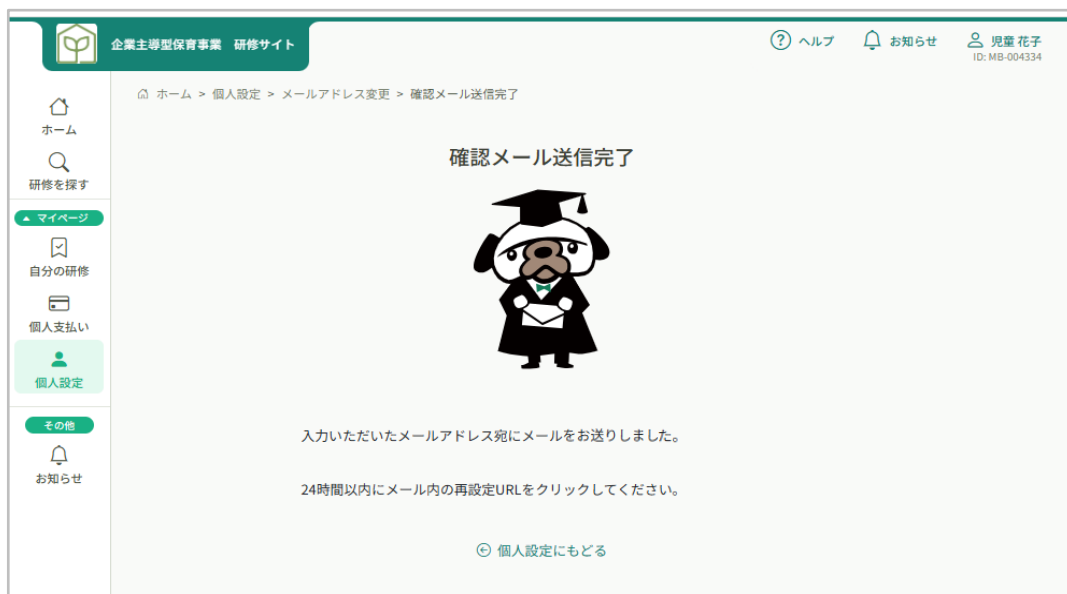 企業主導型保育事業 研修サイト
ヘルプ
お知らせ
児童 花子
ID: MB-004334
ホーム > 個人設定 > メールアドレス変更 > 確認メール送信完了
ホーム
研修を探す
マイページ
自分の研修
個人支払い
個人設定
その他
お知らせ
確認メール送信完了
入力いただいたメールアドレス宛にメールをお送りしました。
24時間以内にメール内の再設定URLをクリックしてください。
個人設定にもどる